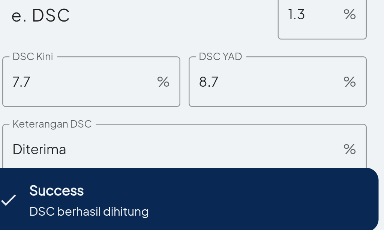 e. DSC
1.3 %
DSC Kini
7.7 %
DSC YAD
8.7 %
Keterangan DSC
Diterima %
Success
DSC berhasil dihitung